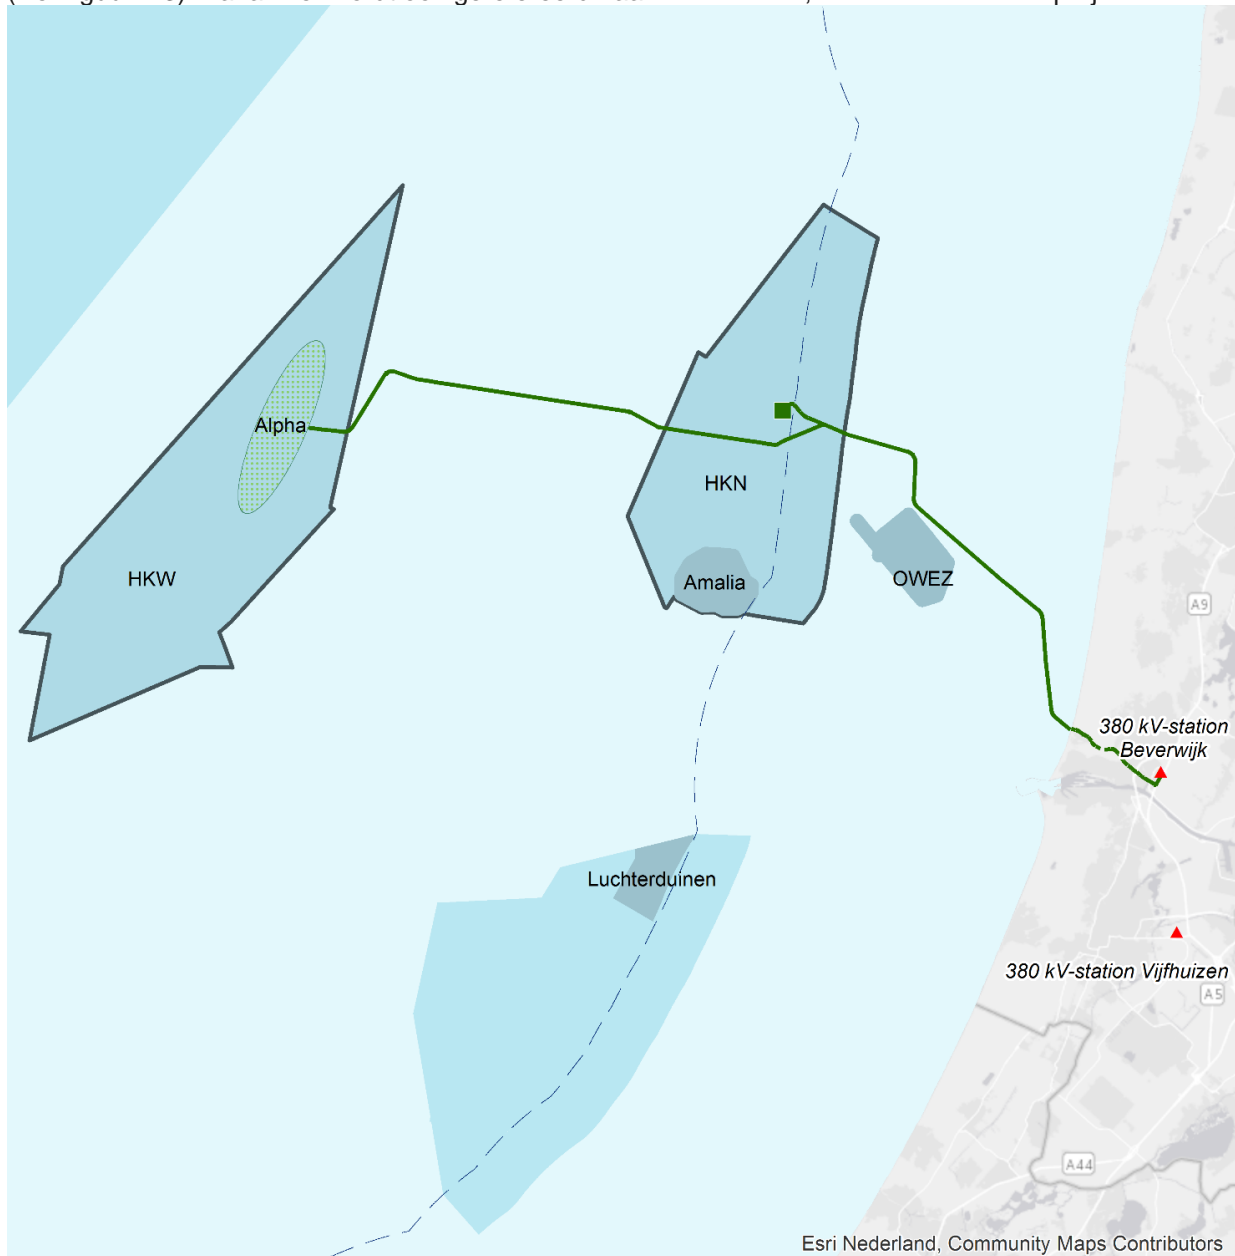 Alpha
HKN
HKW
Amalia
OWEZ
A9
380 kV-station
Beverwijk
Luchterduinen
380 kV-station Vijfhuizen
A5
A44
Esri Nederland, Community Maps Contributors